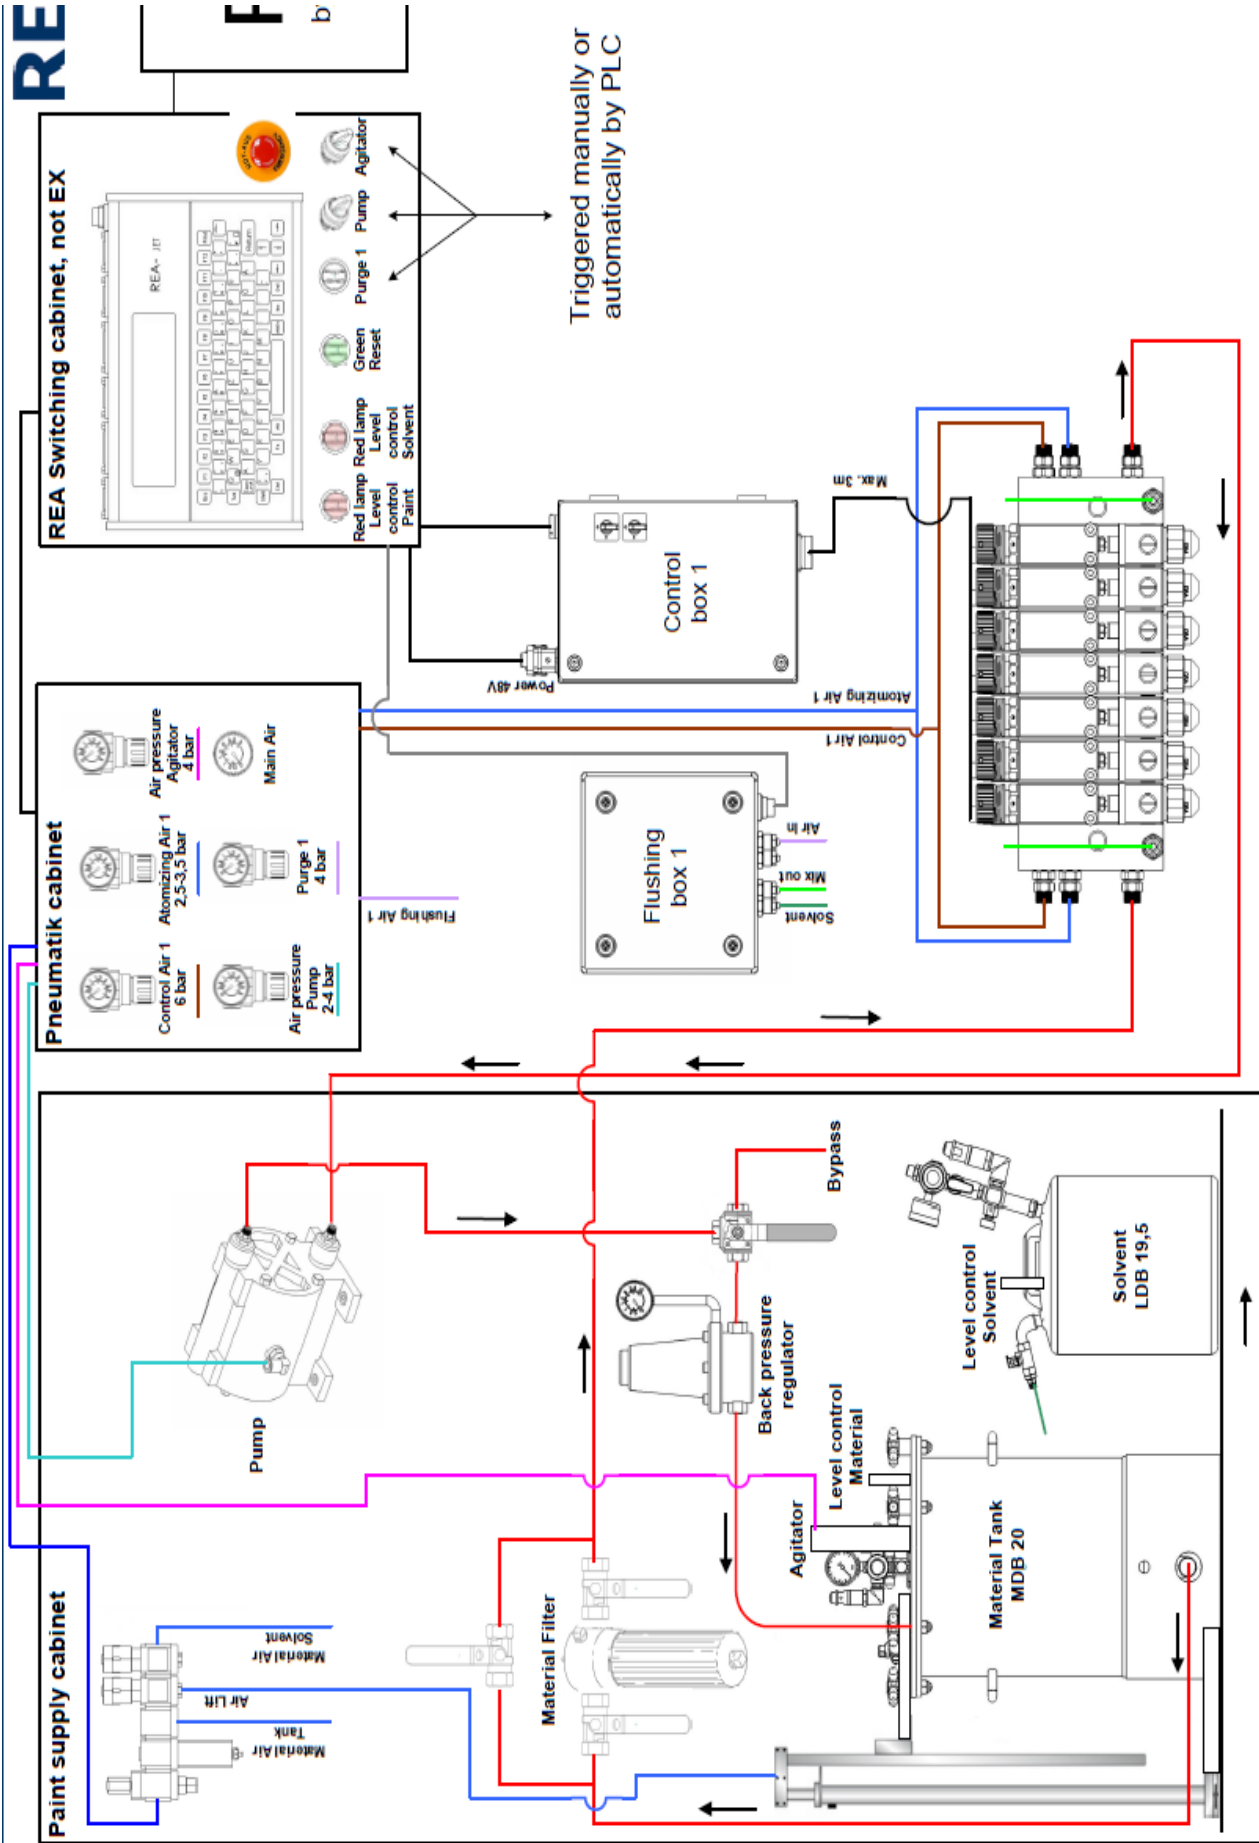 RE
REA Switching cabinet, not EX
REA- JET
Red lamp
Level
control
Paint
Red lamp
Level
control
Solvent
Green
Reset
Purge 1
Pump
Agitator
Triggered manually or
automatically by PLC
Pneumatik cabinet
Control Air 1
6 bar
Atomizing Air 1
2,5-3,5 bar
Air pressure
Agitator
4 bar
Air pressure
Pump
2-4 bar
Purge 1
4 bar
Main Air
Flushing Air 1
Power 48V
Control
box 1
Max. 3m
Atomizing Air 1
Control Air 1
Flushing
box 1
Solvent
Mix out
Air In
Paint supply cabinet
Material Air
Tank
Air Lift
Material Air
Solvent
Pump
Material Filter
Back pressure
regulator
Bypass
Agitator
Level control
Material
Level control
Solvent
Material Tank
MDB 20
Solvent
LDB 19,5